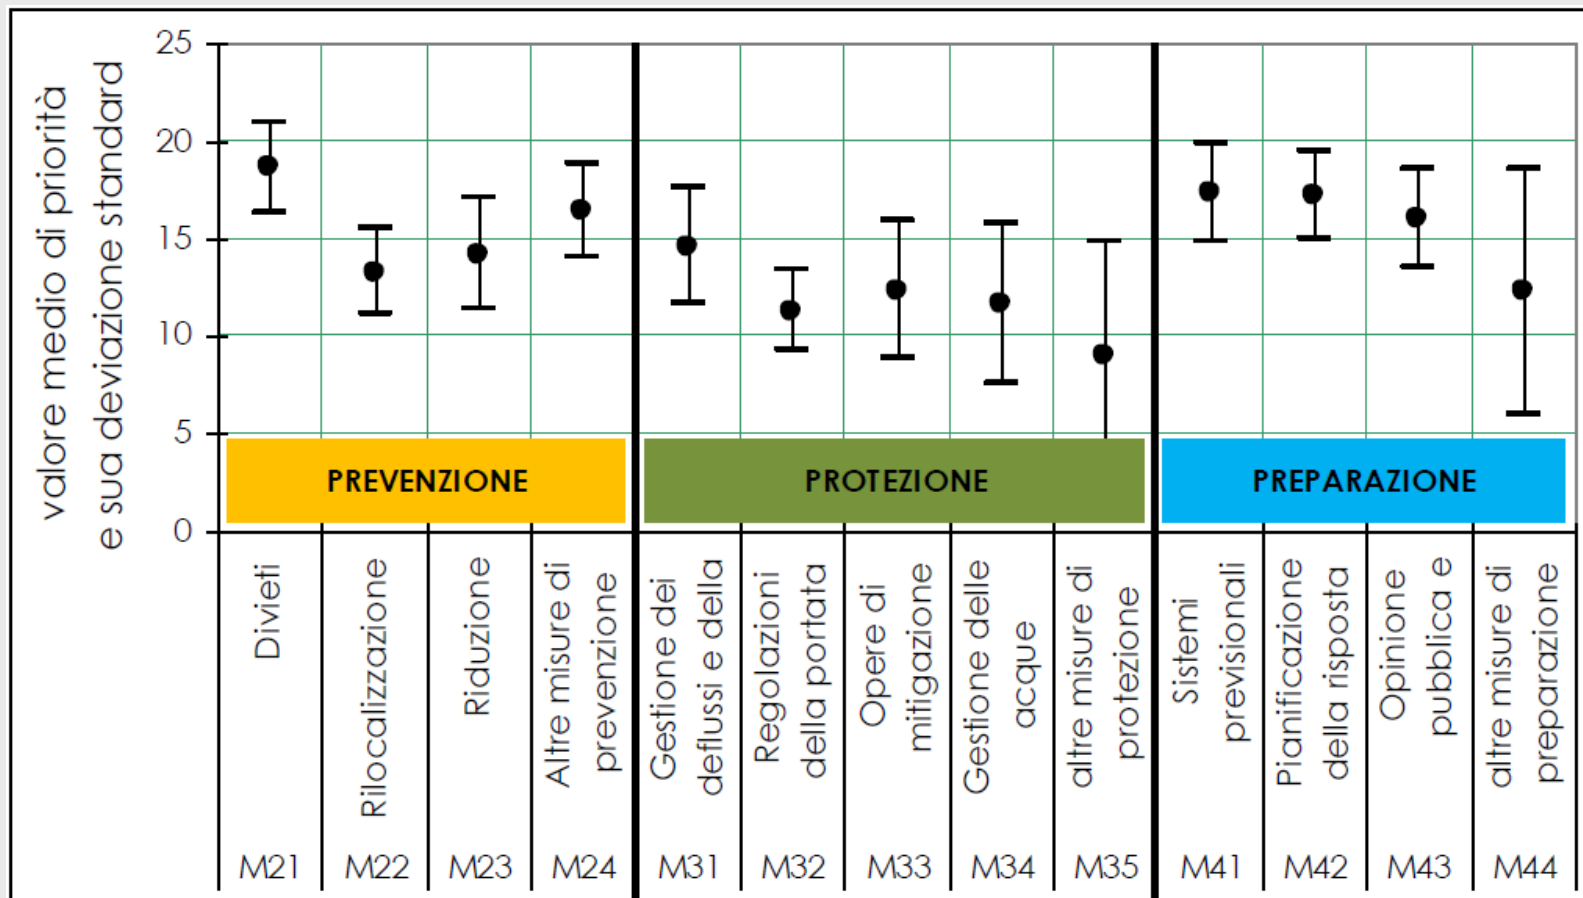 valore medio di priorità
e sua deviazione standard
25
20
15
10
5
0
PREVENZIONE
PROTEZIONE
PREPARAZIONE
Divieti
Rilocalizzazione
Riduzione
Altre misure di
prevenzione
Gestione dei
deflussi e della
Regolazioni
della portata
Opere di
mitigazione
Gestione delle
acque
altre misure di
protezione
Sistemi
previsionali
Pianificazione
della risposta
Opinione
pubblica e
altre misure di
preparazione
M21
M22
M23
M24
M31
M32
M33
M34
M35
M41
M42
M43
M44